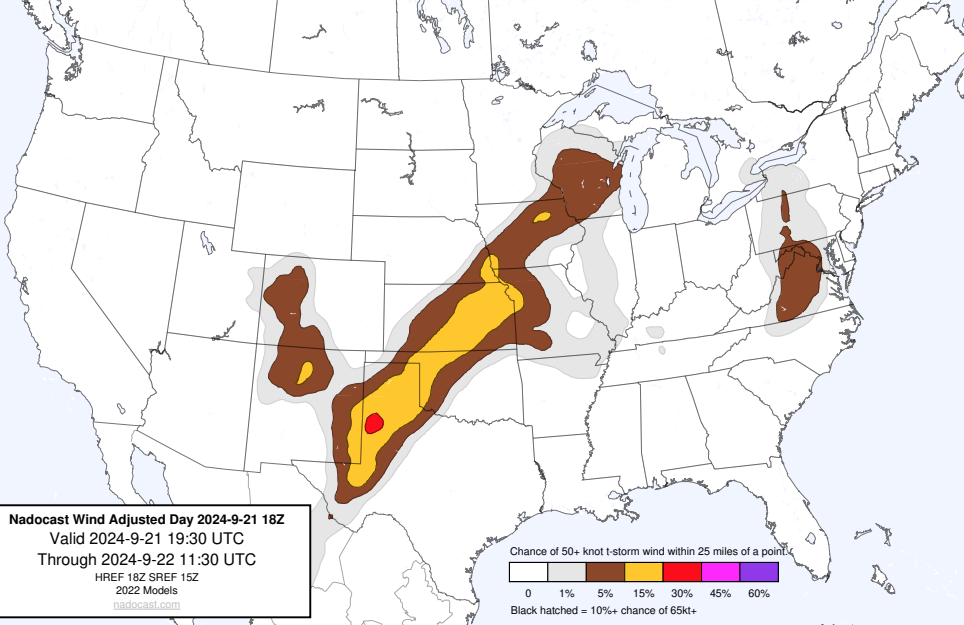 Nadocast Wind Adjusted Day 2024-9-21 18Z
Valid 2024-9-21 19:30 UTC
Through 2024-9-22 11:30 UTC
HREF 18Z SREF 15Z
2022 Models
nadocast.com
Chance of 50+ knot t-storm wind within 25 miles of a point.
0 1% 5% 15% 30% 45% 60%
Black hatched = 10%+ chance of 65kt+